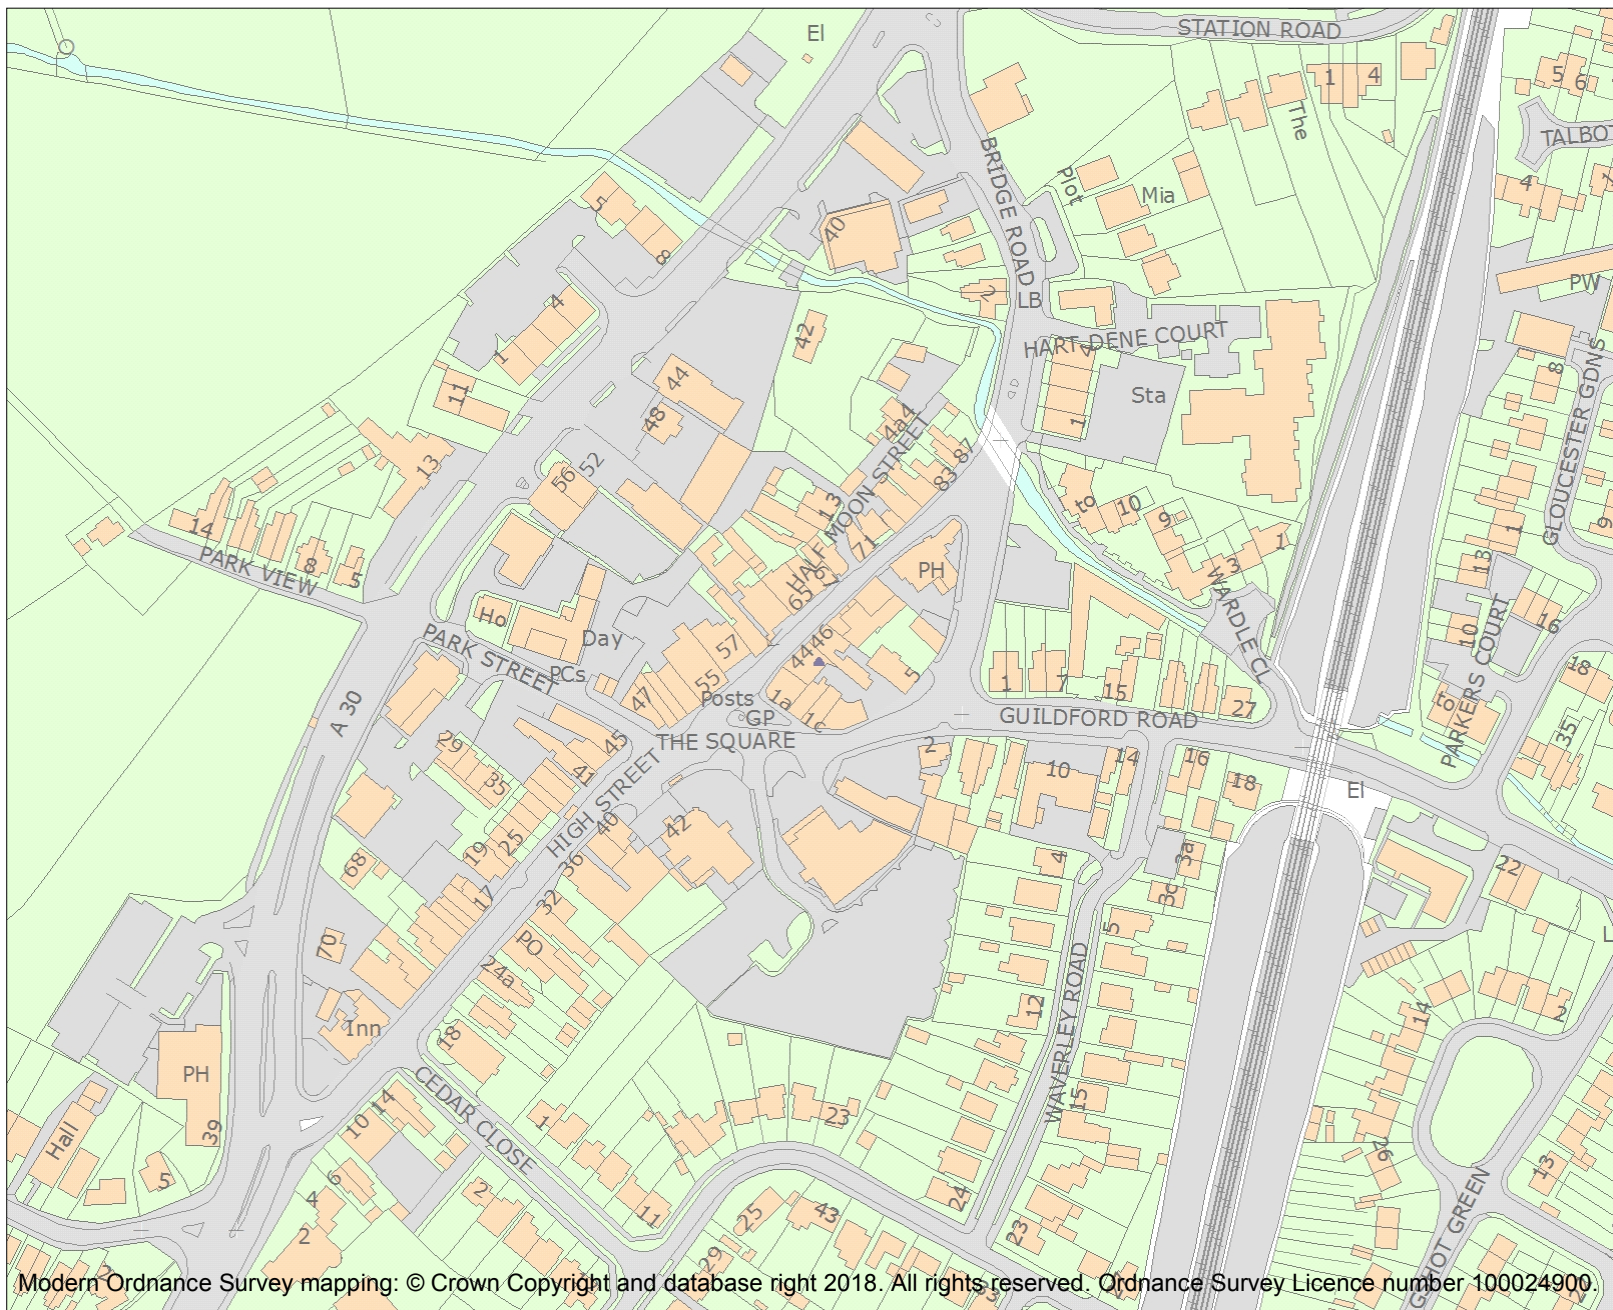 El
STATION ROAD
1
4
5
6
The
TALBOT
BRIDGE ROAD
Plot
Mia
4
5
8
40
2
LB
PW
4
1
42
HART DENE COURT
4
Sta
1
8
GLOUCESTER GDNS
44
48
11
4a4
HALF MOON STREET
87
83
13
56
52
13
71
67
65
to
10
9
3
1
WARDLE CL
1
9
13
14
PARK VIEW
8
5
PH
Ho
Day
PARK STREET
PCs
57
55
47
4446
5
1
7
15
27
10
16
PARKERS COURT
to
18
35
A 30
Posts
GP
1a
1c
THE SQUARE
GUILDFORD ROAD
45
41
29
35
HIGH STREET
2
10
14
16
18
El
42
40
36
32
25
19
17
68
70
4
3a
3c
22
PO
24a
5
WAVERLEY ROAD
12
14
2
Inn
18
PH
39
Hall
5
CEDAR CLOSE
14
10
1
23
15
26
13
6
4
2
2
11
25
43
29
24
23
GSHOT GREEN
Modern Ordnance Survey mapping: © Crown Copyright and database right 2018. All rights reserved. Ordnance Survey Licence number 100024900.